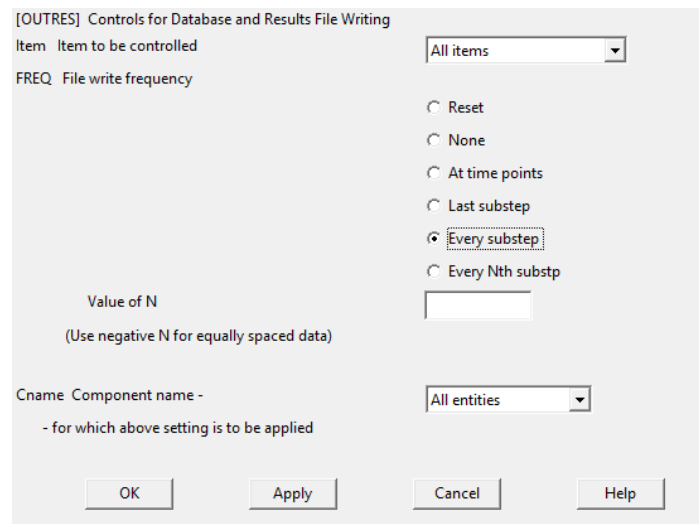 [OUTRES] Controls for Database and Results File Writing
Item Item to be controlled
All items
FREQ File write frequency
Reset
None
At time points
Last substep
Every substep
Every Nth substp
Value of N
(Use negative N for equally spaced data)
Cname Component name -
All entities
- for which above setting is to be applied
OK Apply Cancel Help